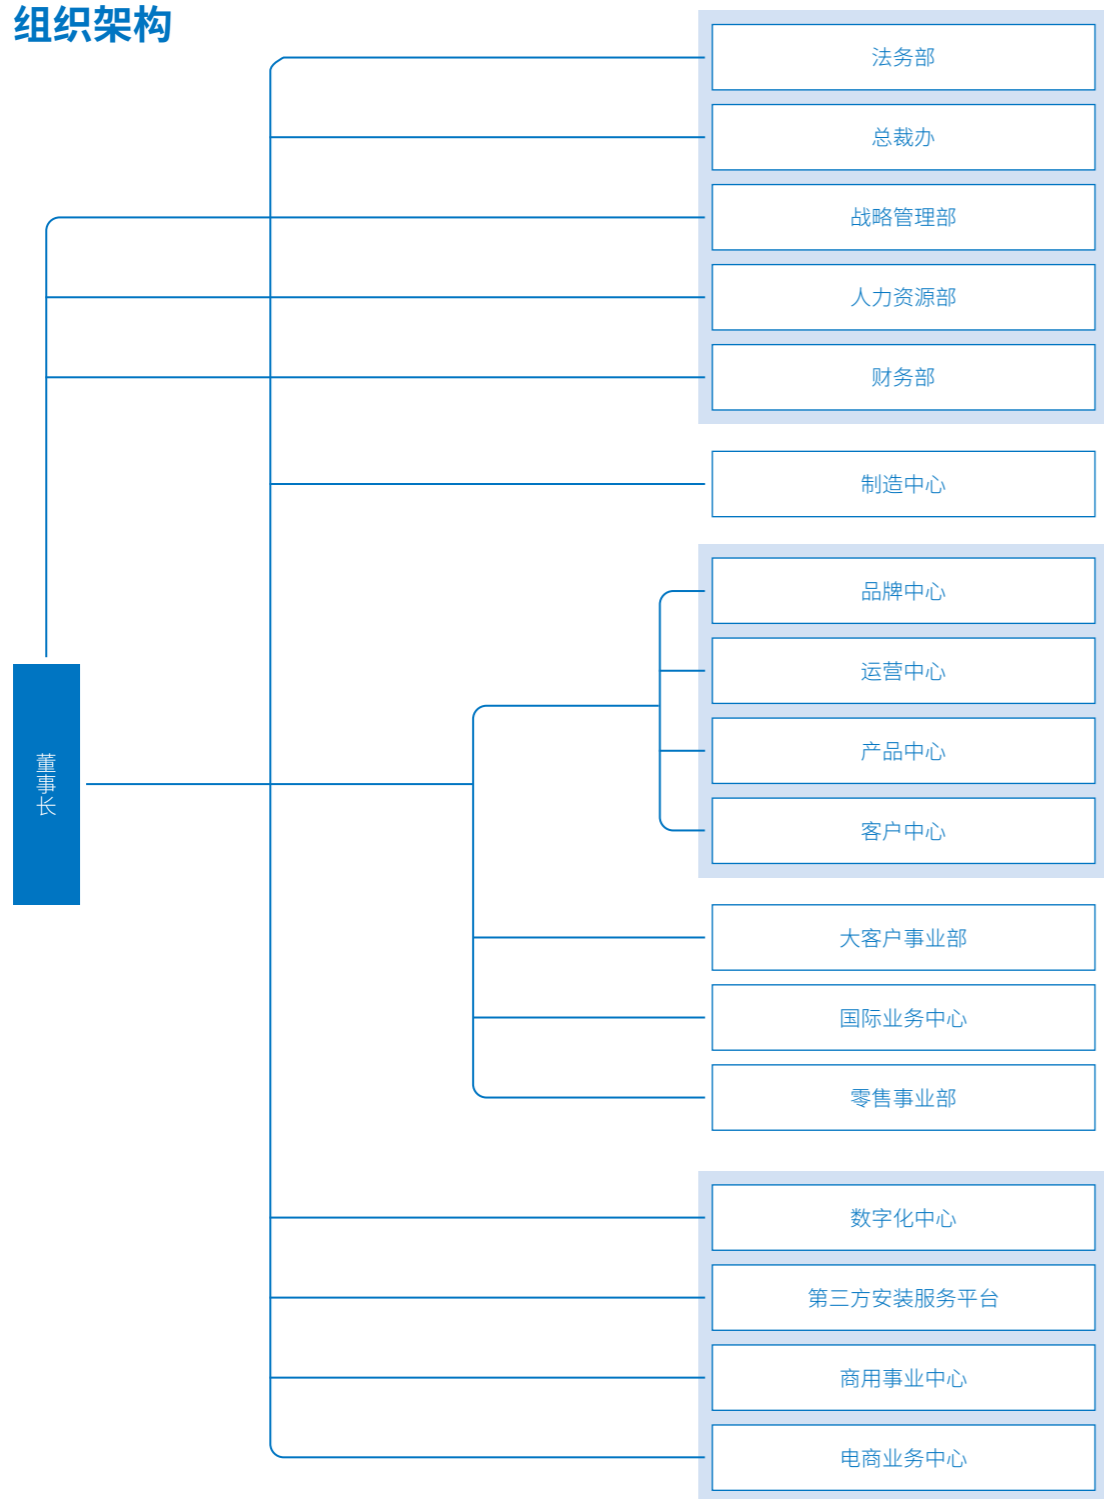 组织架构
法务部
总裁办
战略管理部
人力资源部
财务部
制造中心
品牌中心
运营中心
产品中心
客户中心
董事长
大客户事业部
国际业务中心
零售事业部
数字化中心
第三方安装服务平台
商用事业中心
电商业务中心